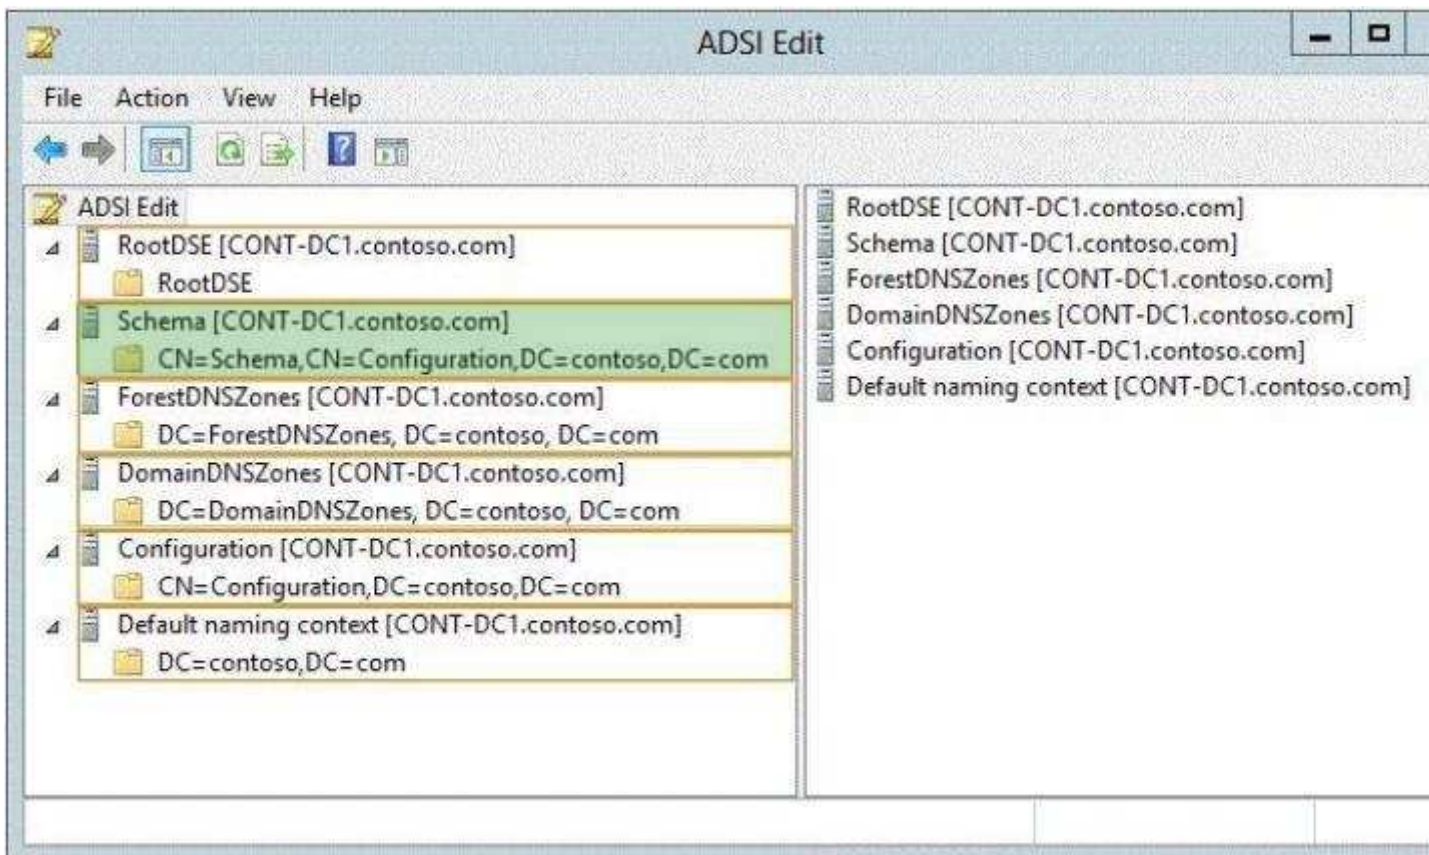 ADSI Edit
File Action View Help
ADSI Edit
RootDSE [CONT-DC1.contoso.com]
RootDSE
Schema [CONT-DC1.contoso.com]
CN=Schema,CN=Configuration,DC=contoso,DC=com
ForestDNSZones [CONT-DC1.contoso.com]
DC=ForestDNSZones, DC=contoso, DC=com
DomainDNSZones [CONT-DC1.contoso.com]
DC=DomainDNSZones, DC=contoso, DC=com
Configuration [CONT-DC1.contoso.com]
CN=Configuration,DC=contoso,DC=com
Default naming context [CONT-DC1.contoso.com]
DC=contoso,DC=com
RootDSE [CONT-DC1.contoso.com]
Schema [CONT-DC1.contoso.com]
ForestDNSZones [CONT-DC1.contoso.com]
DomainDNSZones [CONT-DC1.contoso.com]
Configuration [CONT-DC1.contoso.com]
Default naming context [CONT-DC1.contoso.com]